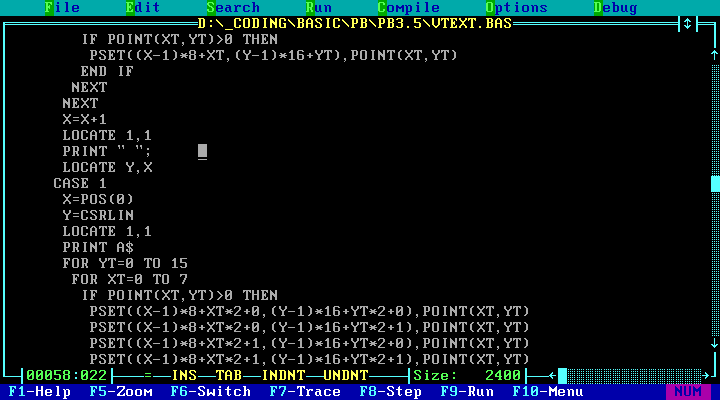 File Edit Search Run Compile Options Debug
D:\_CODING\BASIC\PB\PB3.5\VTEXT.BAS
IF POINT(XT,YT)>0 THEN
PSET((X-1)*8+XT,(Y-1)*16+YT),POINT(XT,YT)
END IF
NEXT
NEXT
X=X+1
LOCATE 1,1
PRINT " ";
LOCATE Y,X
CASE 1
X=POS(0)
Y=CSRLIN
LOCATE 1,1
PRINT A$
FOR YT=0 TO 15
FOR XT=0 TO 7
IF POINT(XT,YT)>0 THEN
PSET((X-1)*8+XT*2+0,(Y-1)*16+YT*2+0),POINT(XT,YT)
PSET((X-1)*8+XT*2+0,(Y-1)*16+YT*2+1),POINT(XT,YT)
PSET((X-1)*8+XT*2+1,(Y-1)*16+YT*2+0),POINT(XT,YT)
PSET((X-1)*8+XT*2+1,(Y-1)*16+YT*2+1),POINT(XT,YT)
00058:022 = INS TAB INDNT UNDNT Size: 2400
F1-Help F5-Zoom F6-Switch F7-Trace F8-Step F9-Run F10-Menu NUM